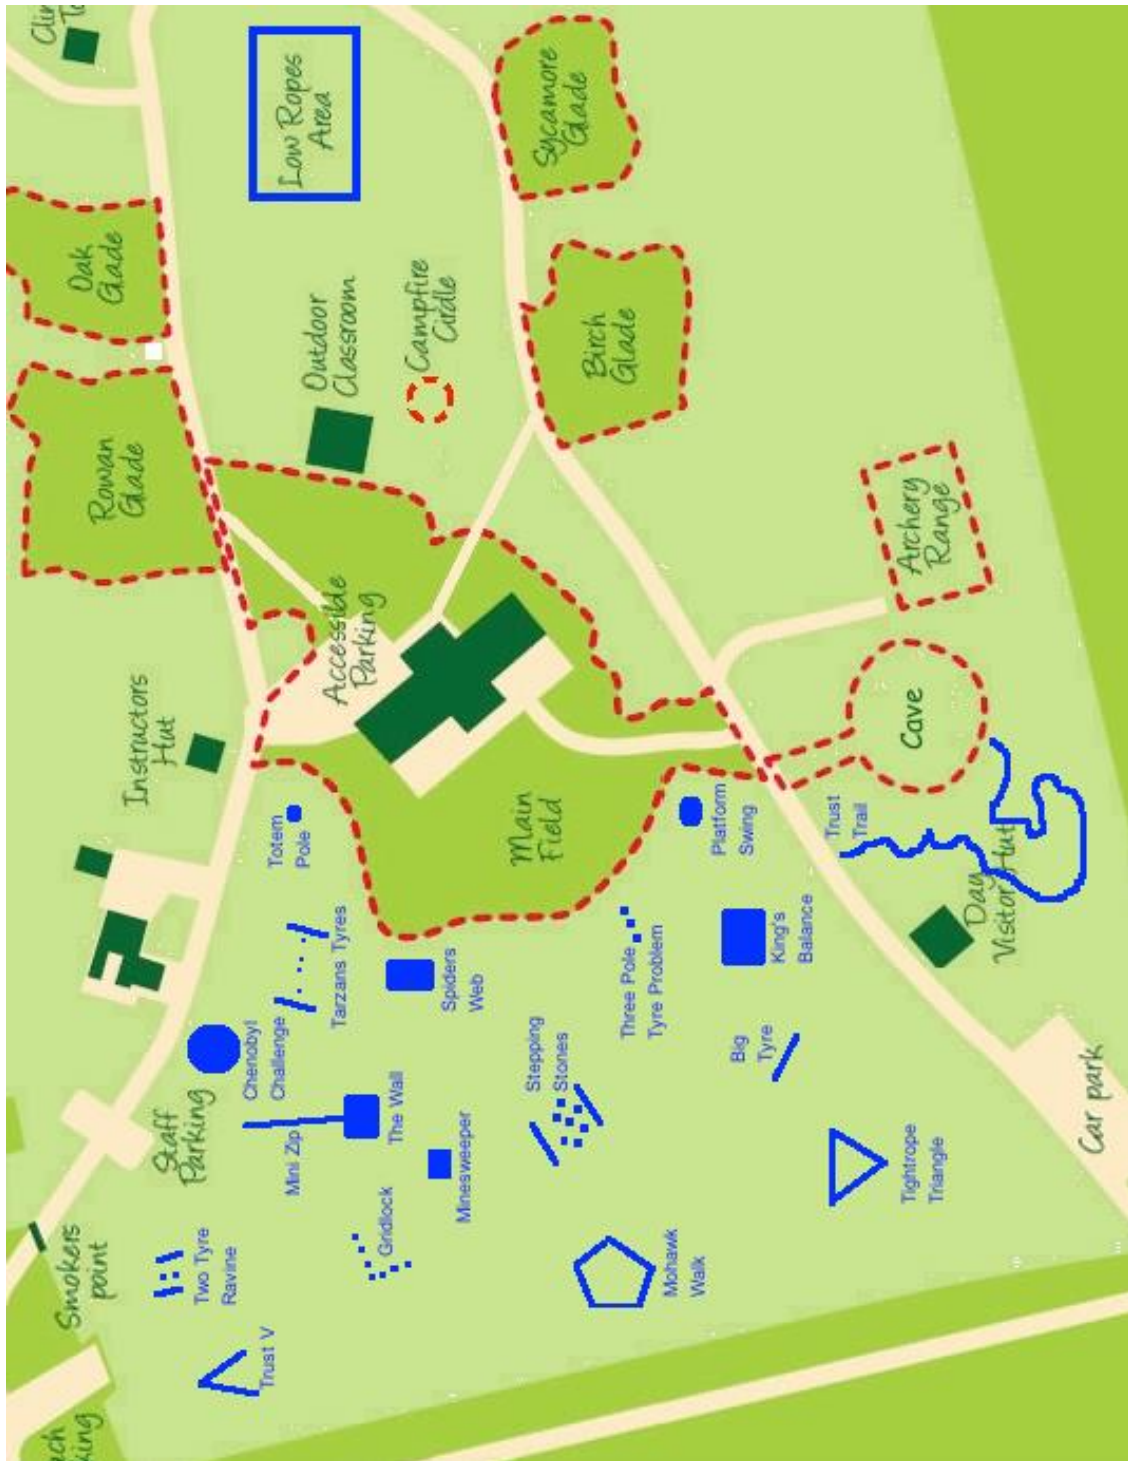 Smokers
point
Instructors
Hut
Rowan
Glade
Oak
Glade
Staff
Parking
Two Tyre
Ravine
Trust V
Chenobyl
Challenge
Totem
Pole
Mini Zip
Tarzans Tyres
Accessible
Parking
Outdoor
Classroom
Low Ropes
Area
Gridlock
The Wall
Spiders
Web
Campfire
Circle
Minesweeper
Stepping
Stones
Main
Field
Birch
Glade
Sycamore
Glade
Three Pole
Tyre Problem
Mohawk
Walk
Platform
Swing
Big
Tyre
King's
Balance
Trust
Trail
Tightrope
Triangle
Cave
Archery
Range
Day
Visitor Hut
Car park